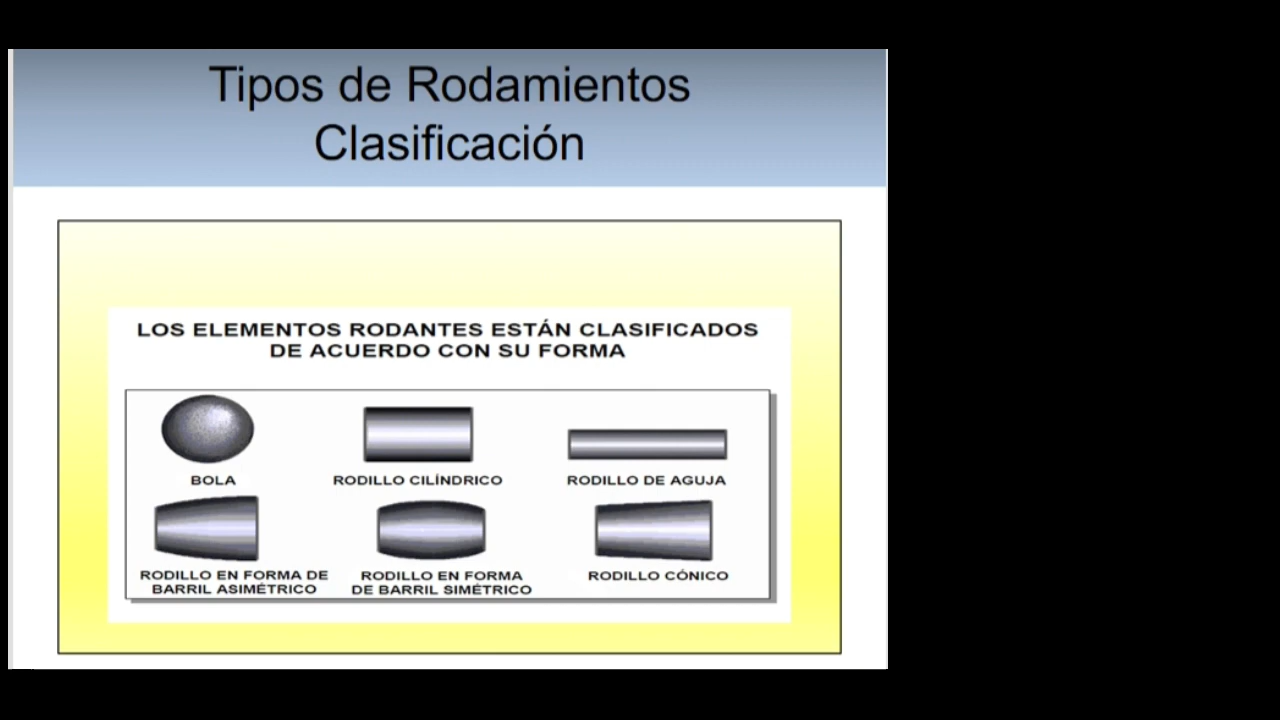 Tipos de Rodamientos
Clasificación
LOS ELEMENTOS RODANTES ESTÁN CLASIFICADOS
DE ACUERDO CON SU FORMA
BOLA
RODILLO CILÍNDRICO
RODILLO DE AGUJA
RODILLO EN FORMA DE
BARRIL ASIMÉTRICO
RODILLO EN FORMA
DE BARRIL SIMÉTRICO
RODILLO CÓNICO